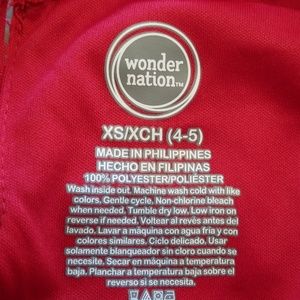 wonder
nation™
XS/XCH (4-5)
MADE IN PHILIPPINES
HECHO EN FILIPINAS
100% POLYESTER/POLIÉSTER
Wash inside out. Machine wash cold with like
colors. Gentle cycle. Non-chlorine bleach
when needed. Tumble dry low. Low iron on
reverse if needed. Voltear al revés antes del
lavado. Lavar a máquina con agua fría y con
colores similares. Ciclo delicado. Usar
solamente blanqueador sin cloro cuando se
necesite. Secar en máquina a temperatura
baja. Planchar a temperatura baja sobre el
reverso si se necesita.